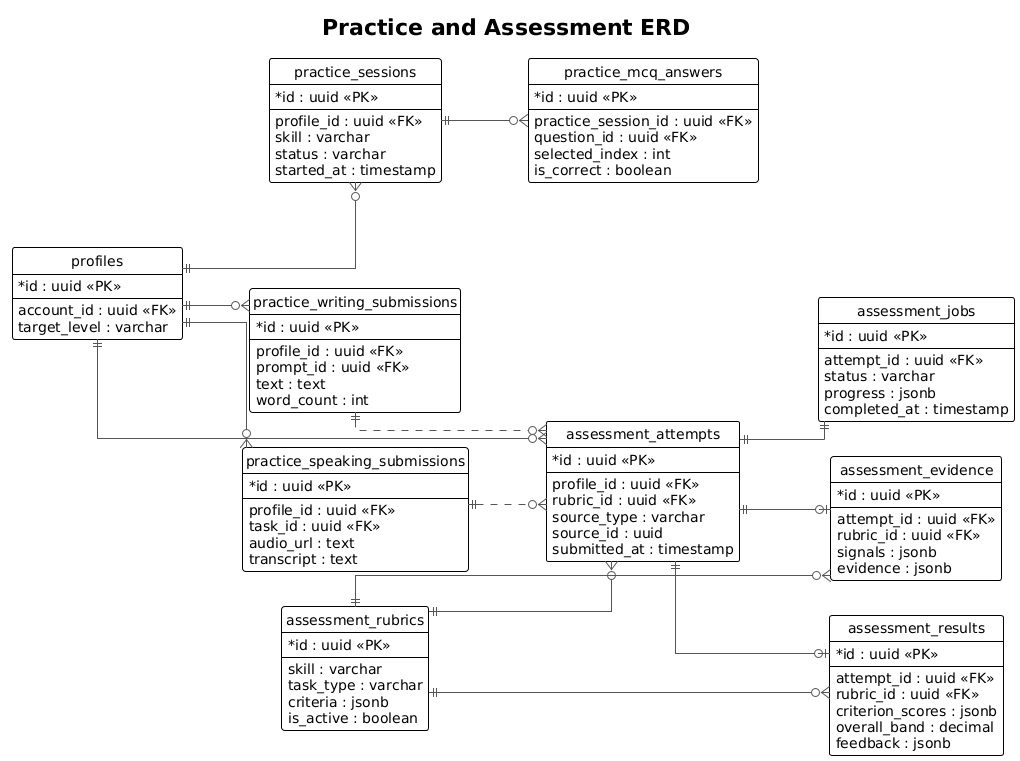 Practice and Assessment ERD
practice_sessions
*id : uuid «PK»
profile_id : uuid «FK»
skill : varchar
status : varchar
started_at : timestamp
practice_mcq_answers
*id : uuid «PK»
practice_session_id : uuid «FK»
question_id : uuid «FK»
selected_index : int
is_correct : boolean
profiles
*id : uuid «PK»
account_id : uuid «FK»
target_level : varchar
practice_writing_submissions
*id : uuid «PK»
profile_id : uuid «FK»
prompt_id : uuid «FK»
text : text
word_count : int
assessment_jobs
*id : uuid «PK»
attempt_id : uuid «FK»
status : varchar
progress : jsonb
completed_at : timestamp
assessment_attempts
*id : uuid «PK»
profile_id : uuid «FK»
rubric_id : uuid «FK»
source_type : varchar
source_id : uuid
submitted_at : timestamp
practice_speaking_submissions
*id : uuid «PK»
profile_id : uuid «FK»
task_id : uuid «FK»
audio_url : text
transcript : text
assessment_evidence
*id : uuid «PK»
attempt_id : uuid «FK»
rubric_id : uuid «FK»
signals : jsonb
evidence : jsonb
assessment_rubrics
*id : uuid «PK»
skill : varchar
task_type : varchar
criteria : jsonb
is_active : boolean
assessment_results
*id : uuid «PK»
attempt_id : uuid «FK»
rubric_id : uuid «FK»
criterion_scores : jsonb
overall_band : decimal
feedback : jsonb